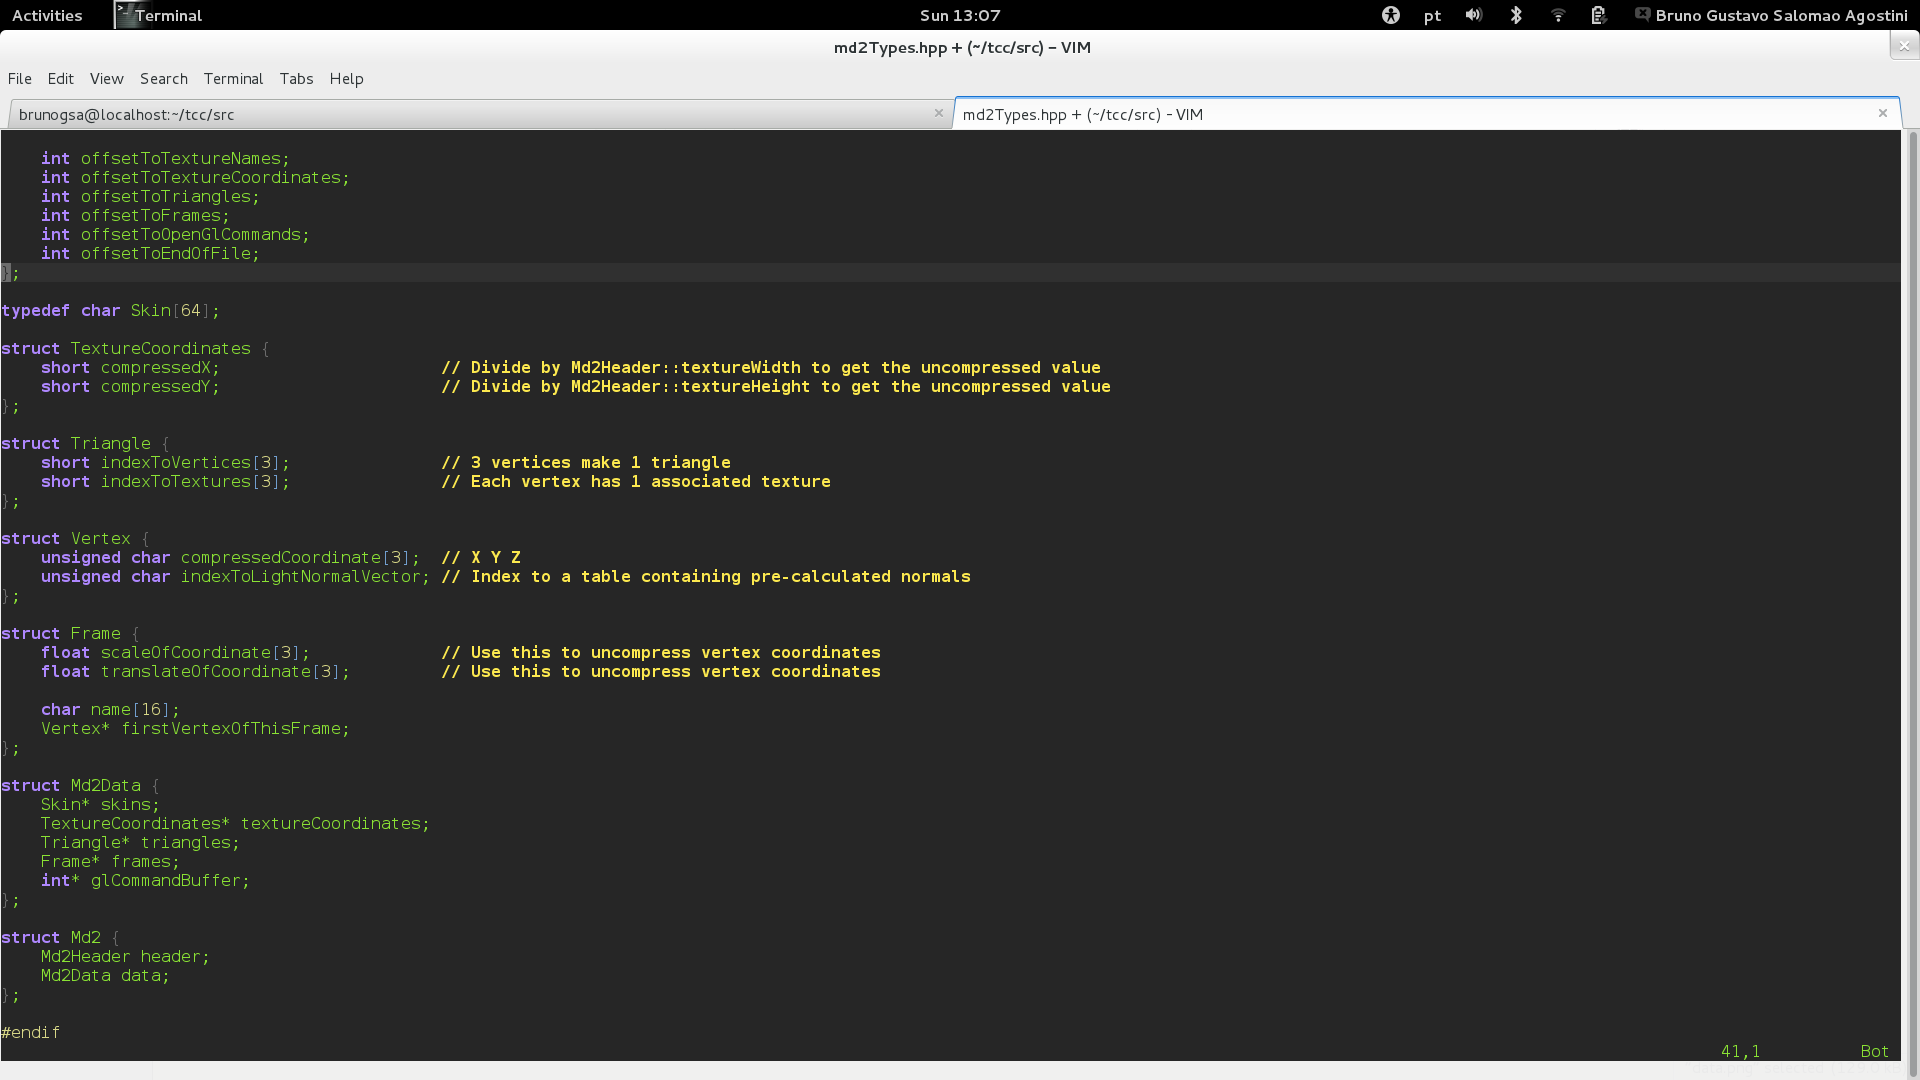 Activities
Terminal
Sun 13:07
pt
Bruno Gustavo Salomao Agostini
md2Types.hpp + (~/tcc/src) – VIM
File Edit View Search Terminal Tabs Help
brunogsa@localhost:~/tcc/src
md2Types.hpp + (~/tcc/src) – VIM
int offsetToTextureNames;
int offsetToTextureCoordinates;
int offsetToTriangles;
int offsetToFrames;
int offsetToOpenGlCommands;
int offsetToEndOfFile;
};
typedef char Skin[64];
struct TextureCoordinates {
short compressedX; // Divide by Md2Header::textureWidth to get the uncompressed value
short compressedY; // Divide by Md2Header::textureHeight to get the uncompressed value
};
struct Triangle {
short indexToVertices[3]; // 3 vertices make 1 triangle
short indexToTextures[3]; // Each vertex has 1 associated texture
};
struct Vertex {
unsigned char compressedCoordinate[3]; // X Y Z
unsigned char indexToLightNormalVector; // Index to a table containing pre-calculated normals
};
struct Frame {
float scaleOfCoordinate[3]; // Use this to uncompress vertex coordinates
float translateOfCoordinate[3]; // Use this to uncompress vertex coordinates
char name[16];
Vertex* firstVertexOfThisFrame;
};
struct Md2Data {
Skin* skins;
TextureCoordinates* textureCoordinates;
Triangle* triangles;
Frame* frames;
int* glCommandBuffer;
};
struct Md2 {
Md2Header header;
Md2Data data;
};
#endif
41,1 Bot